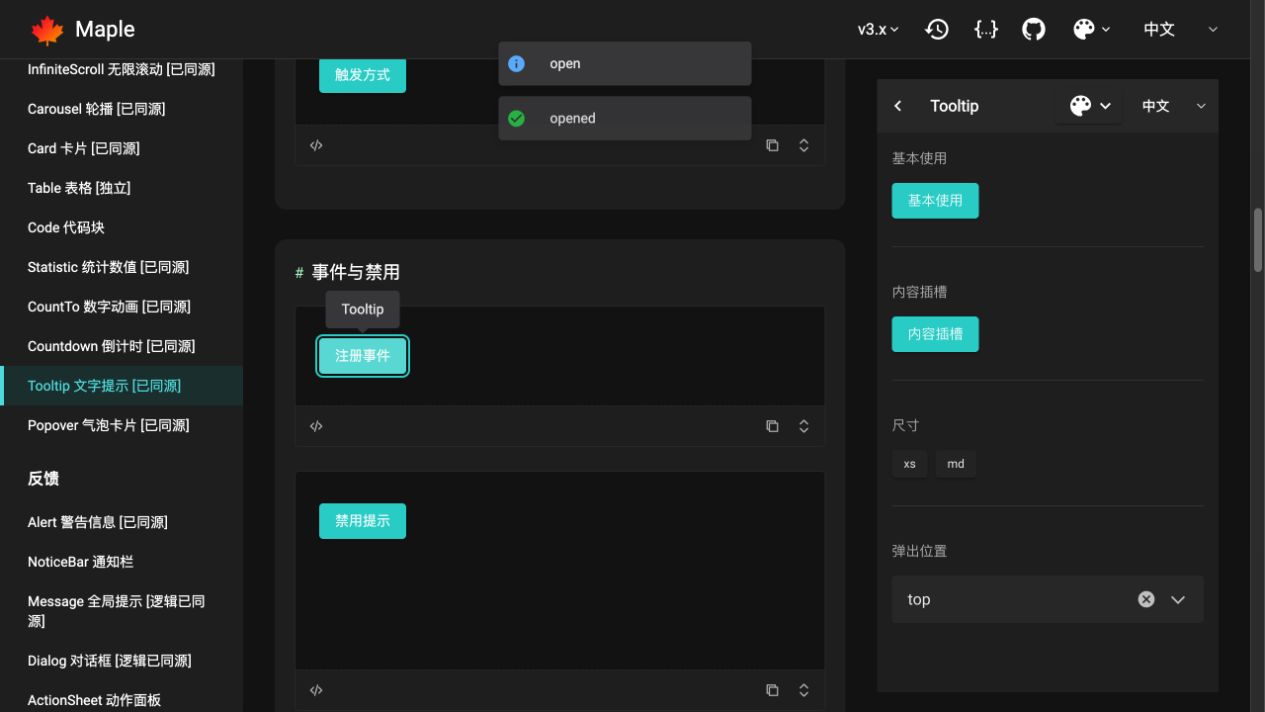 Maple
v3.x
{...}
中文
InfiniteScroll 无限滚动 [已同源]
Carousel 轮播 [已同源]
Card 卡片 [已同源]
Table 表格 [独立]
Code 代码块
Statistic 统计数值 [已同源]
CountTo 数字动画 [已同源]
Countdown 倒计时 [已同源]
Tooltip 文字提示 [已同源]
Popover 气泡卡片 [已同源]
反馈
Alert 警告信息 [已同源]
NoticeBar 通知栏
Message 全局提示 [逻辑已同
源]
Dialog 对话框 [逻辑已同源]
ActionSheet 动作面板
触发方式
open
opened
</>
# 事件与禁用
Tooltip
注册事件
</>
禁用提示
</>
Tooltip
中文
基本使用
基本使用
内容插槽
内容插槽
尺寸
xs
md
弹出位置
top